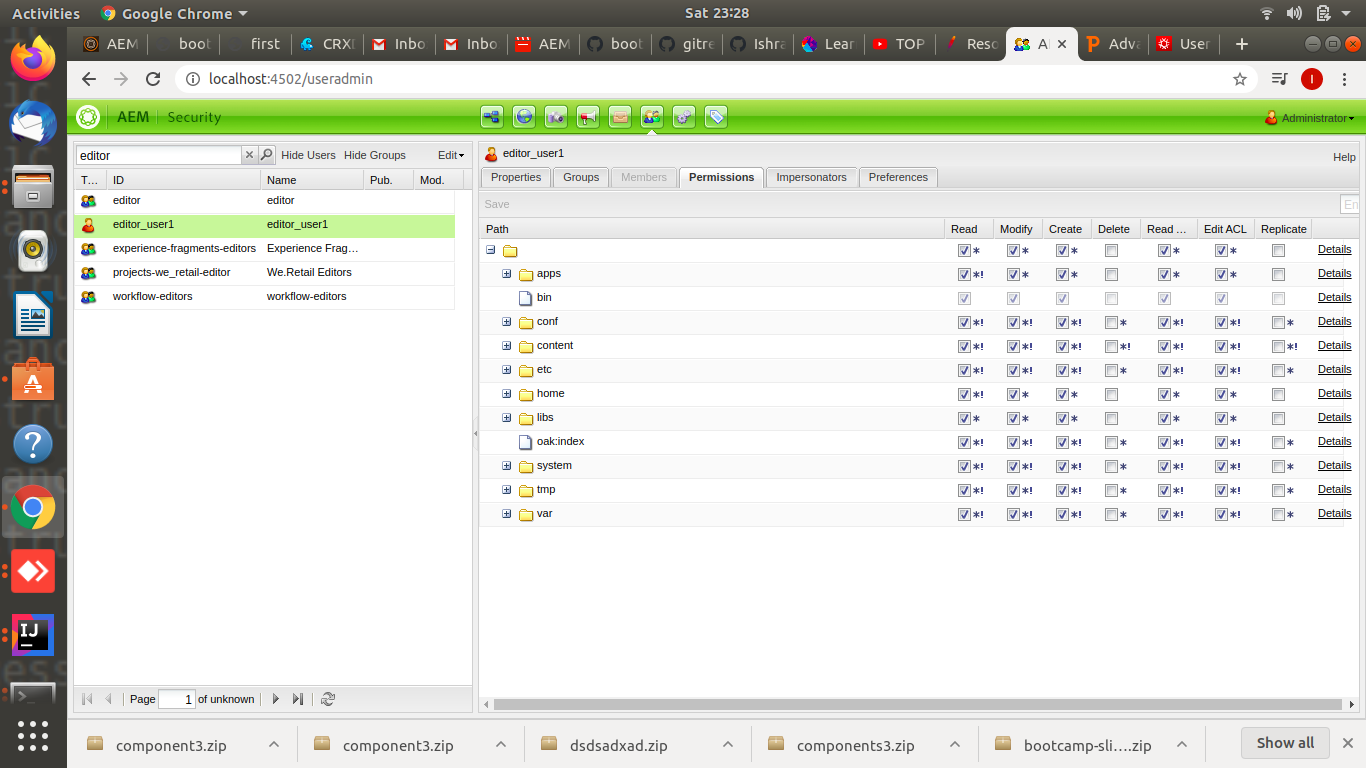 Activities Google Chrome Sat 23:28
AEM boot first CRXI Inbo Inbo AEM boot gitre Ishra Lear TOP Reso A Adva User
localhost:4502/useradmin I
AEM Security Administrator
editor Hide Users Hide Groups Edit
T... ID Name Pub. Mod.
editor editor
editor_user1 editor_user1
experience-fragments-editors Experience Frag...
projects-we_retail-editor We.Retail Editors
workflow-editors workflow-editors
Page 1 of unknown
editor_user1 Help
Properties Groups Members Permissions Impersonators Preferences
Save En
Path Read Modify Create Delete Read ... Edit ACL Replicate
* * * * * Details
apps *! * * * * Details
bin Details
conf *! *! *! * *! *! * Details
content *! *! *! *! *! *! *! Details
etc *! *! *! * *! *! * Details
home * *! *! *! *! Details
libs * * * * * Details
oak:index *! *! *! * *! *! * Details
system *! *! *! * *! *! * Details
tmp *! *! *! * *! *! * Details
var *! *! *! * *! *! * Details
component3.zip component3.zip dsdsadxad.zip components3.zip bootcamp-sli....zip Show all